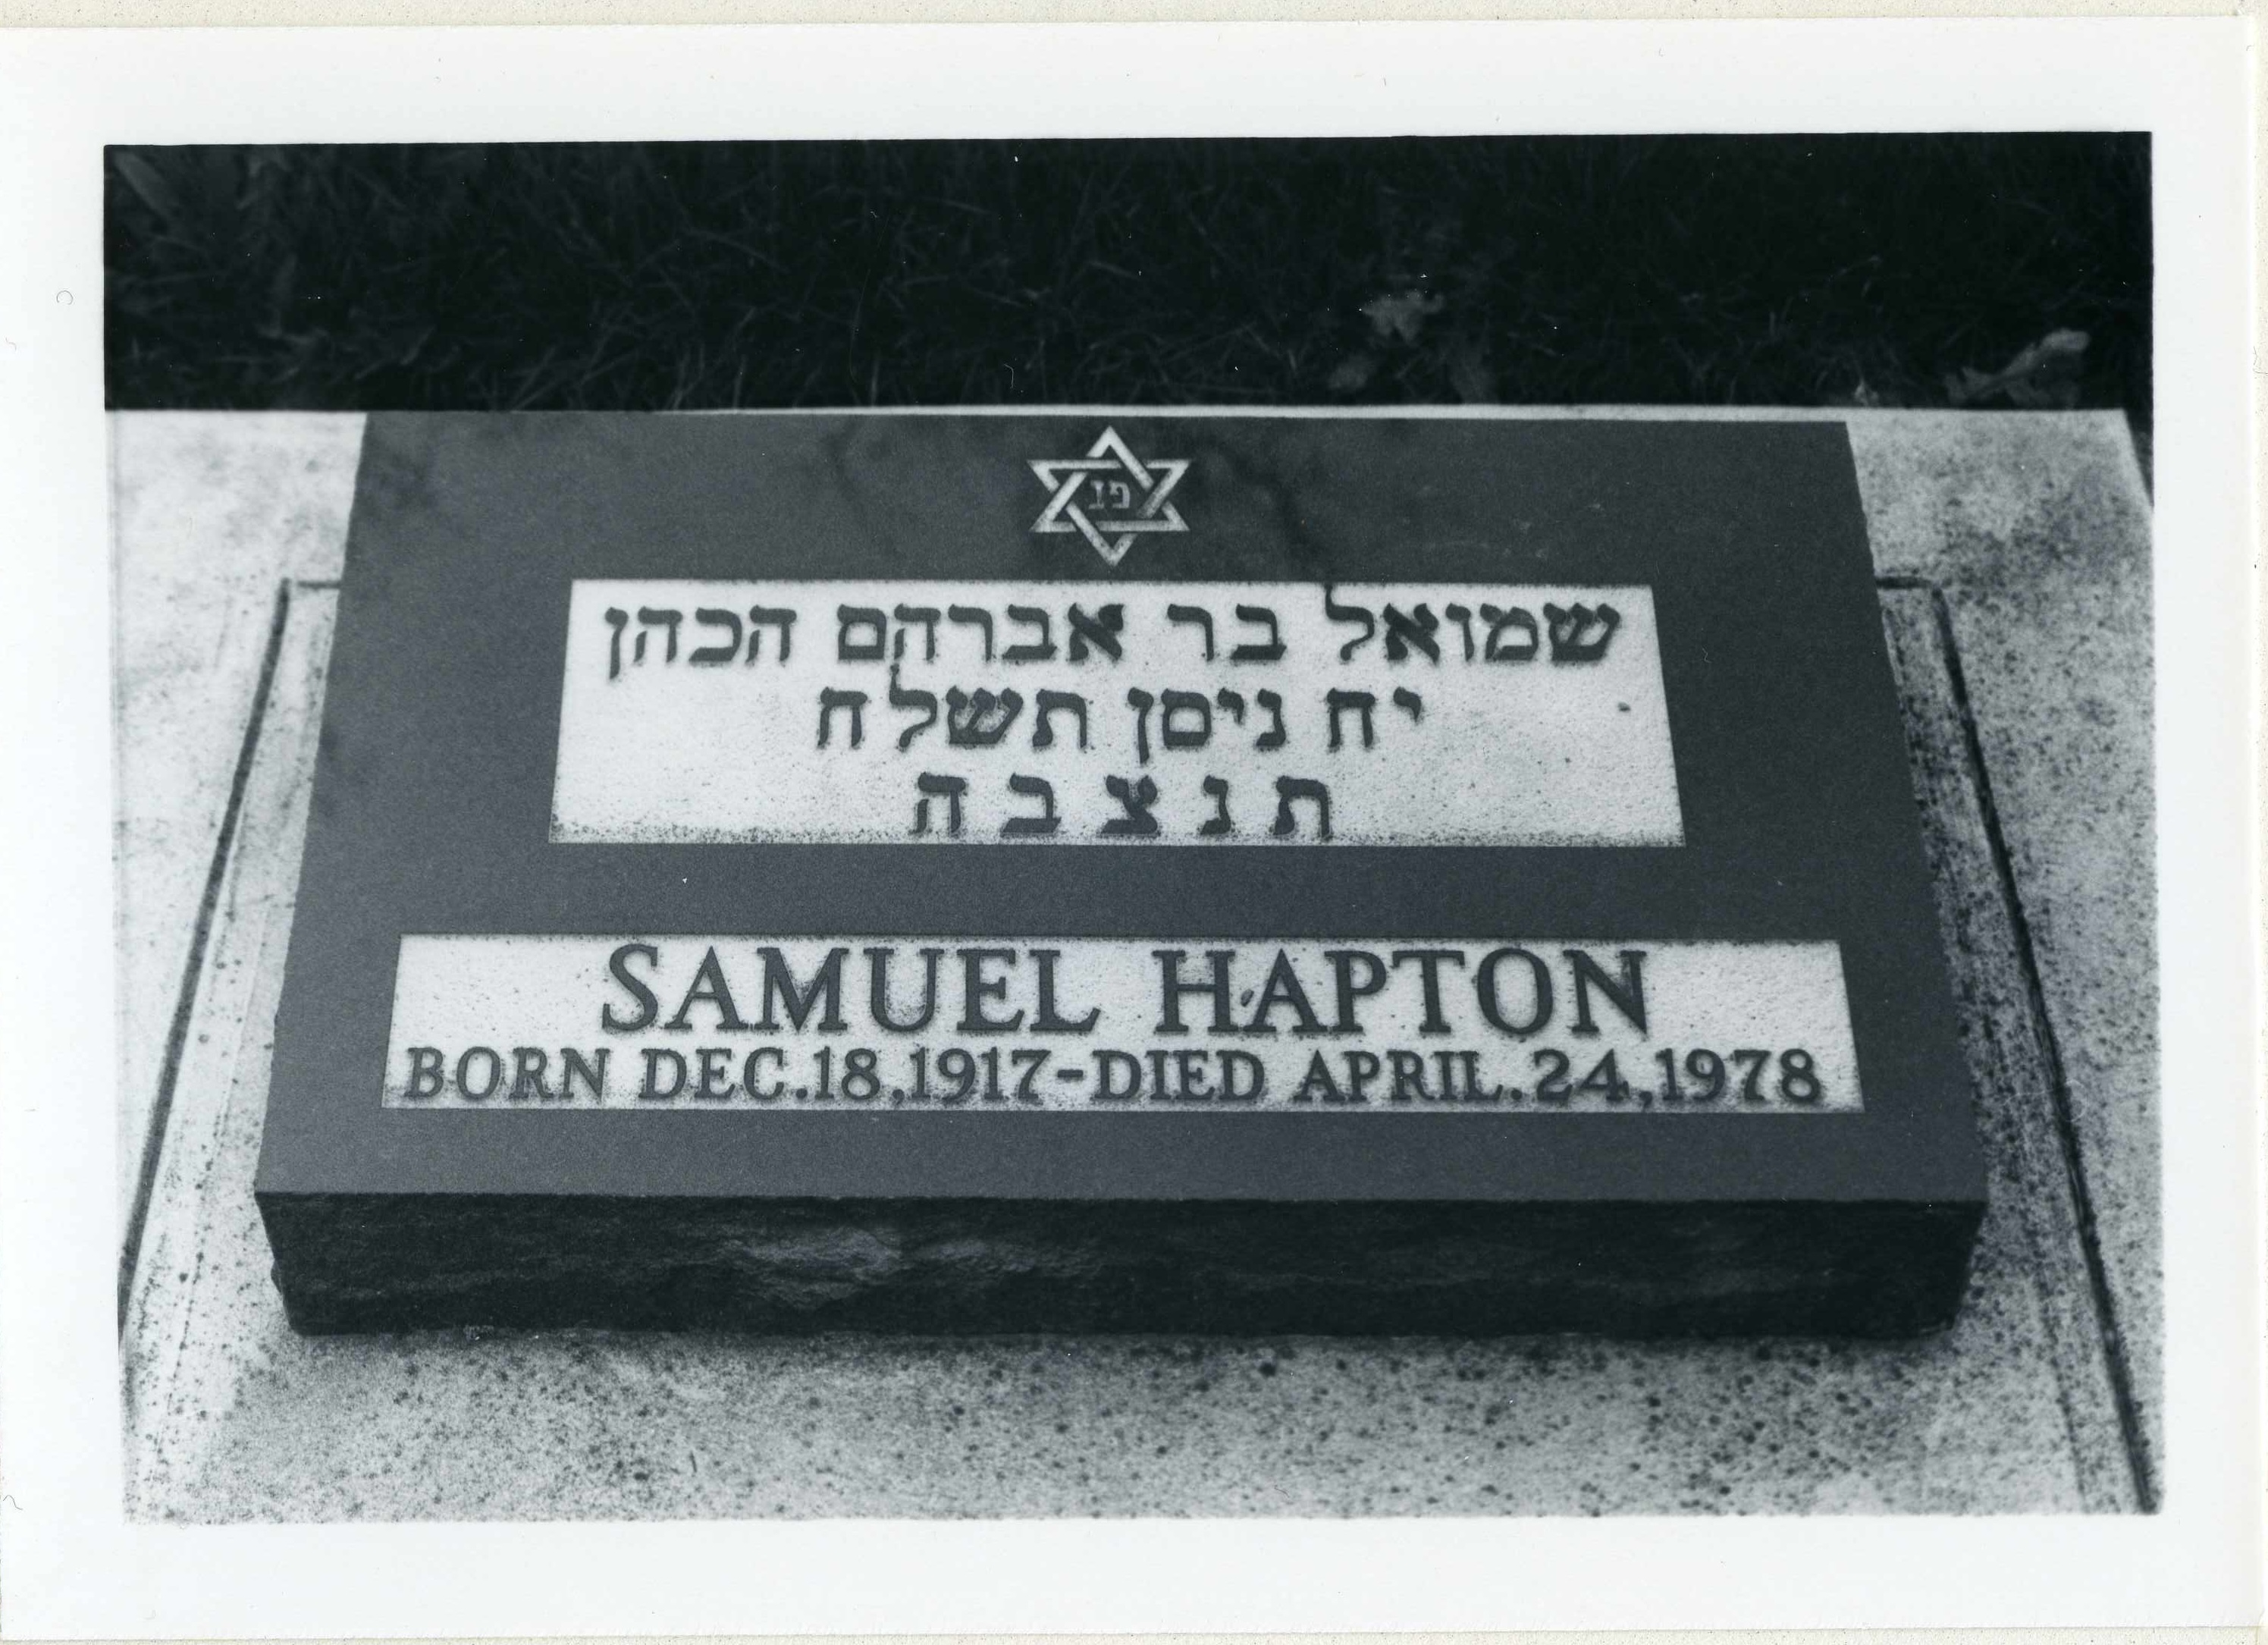 פנ
שמואל בר אברהם הכהן
יח ניסן תשלח
ת נ צ ב ה
SAMUEL HAPTON
BORN DEC.18,1917-DIED APRIL.24,1978